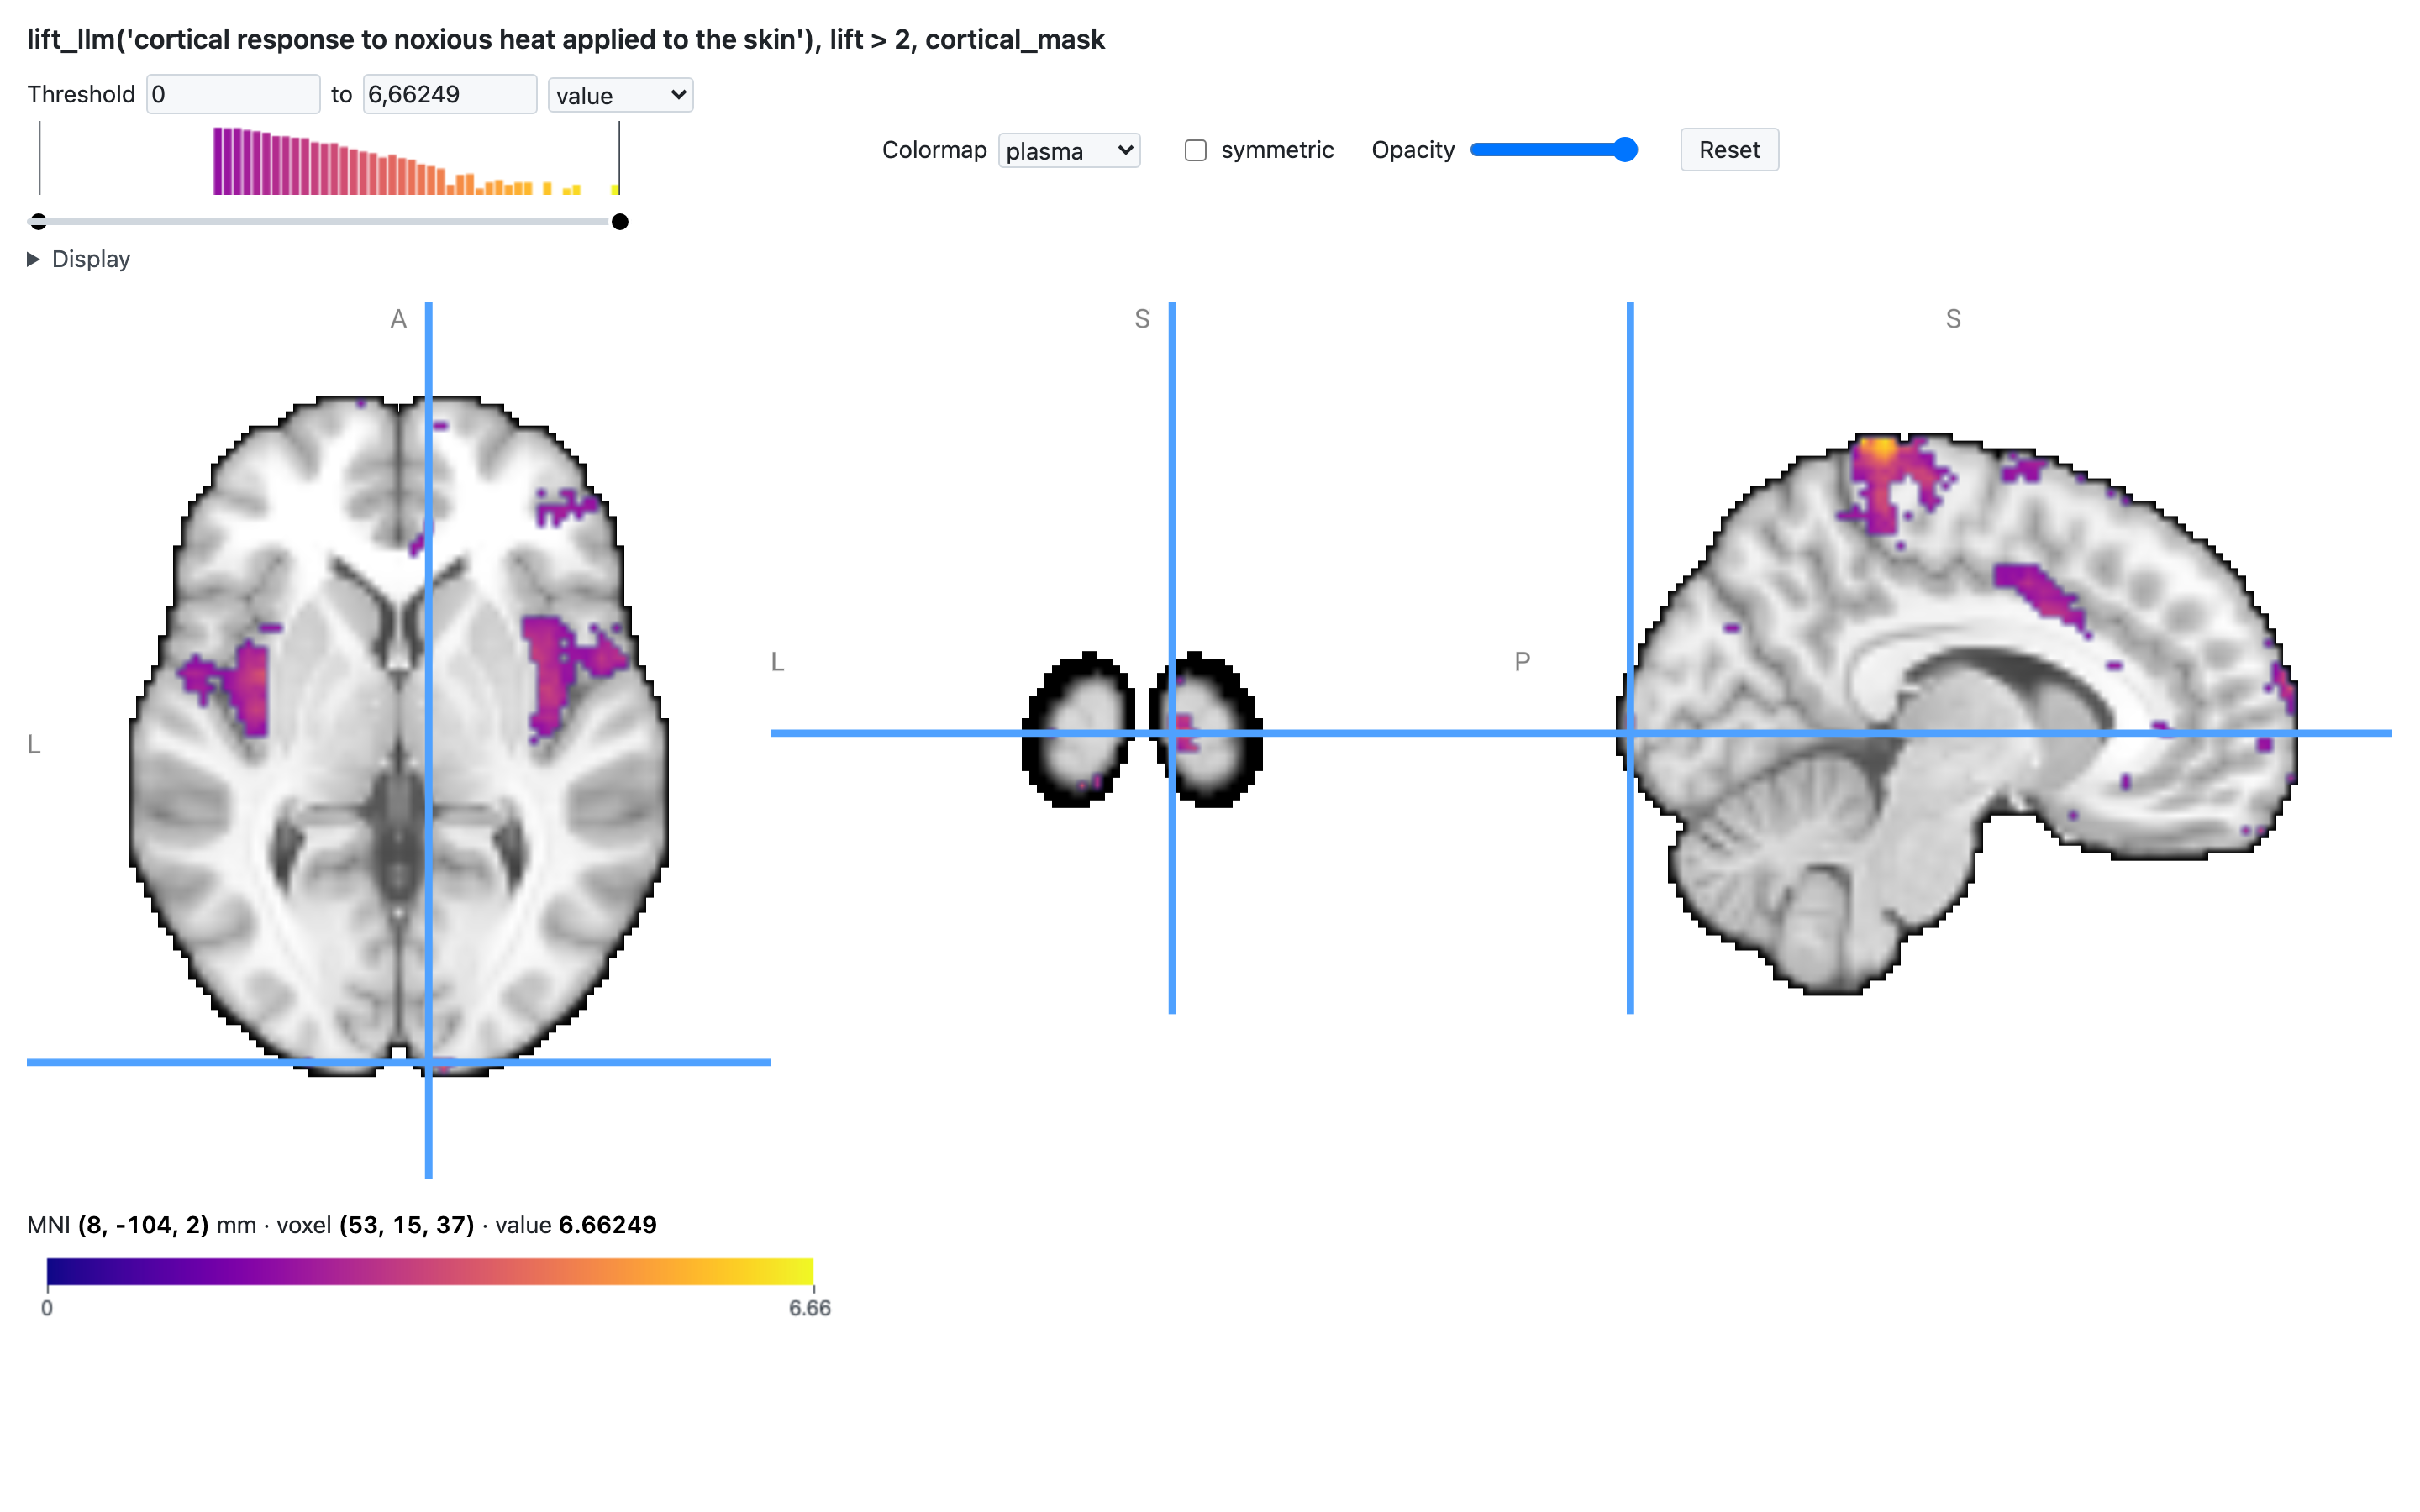 lift_llm('cortical response to noxious heat applied to the skin'), lift > 2, cortical_mask
Threshold 0 to 6,66249 value
Colormap plasma symmetric Opacity Reset
Display
A S S
L P
L
MNI (8, -104, 2) mm · voxel (53, 15, 37) · value 6.66249
0 6.66